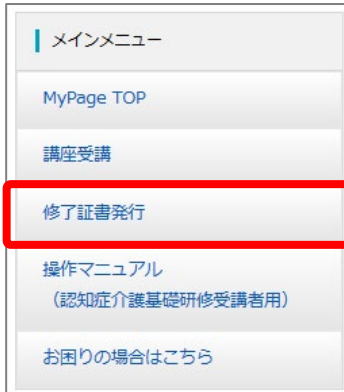 メインメニュー
MyPage TOP
講座受講
修了証書発行
操作マニュアル
（認知症介護基礎研修受講者用）
お困りの場合はこちら